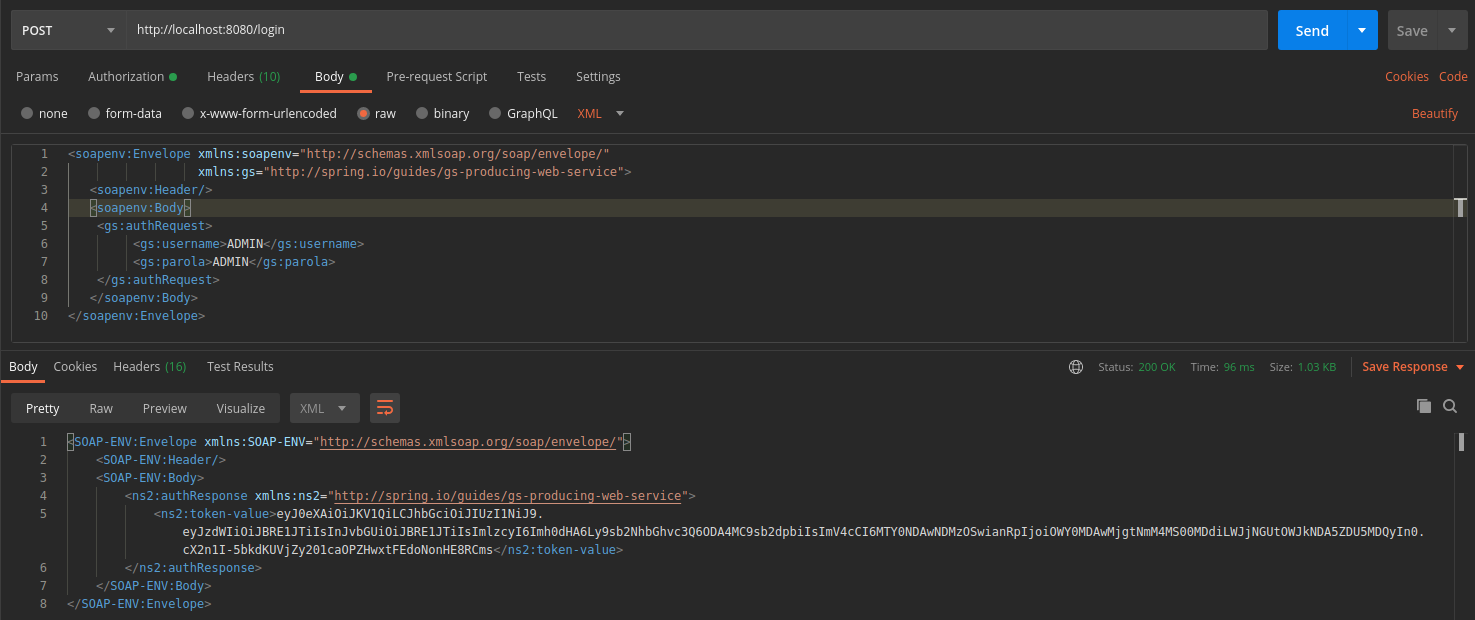 POST http://localhost:8080/login Send Save
Params Authorization Headers (10) Body Pre-request Script Tests Settings Cookies Code
none form-data x-www-form-urlencoded raw binary GraphQL XML Beautify
1 <soapenv:Envelope xmlns:soapenv="http://schemas.xmlsoap.org/soap/envelope/"
2 xmlns:gs="http://spring.io/guides/gs-producing-web-service">
3 <soapenv:Header/>
4 <soapenv:Body>
5 <gs:authRequest>
6 <gs:username>ADMIN</gs:username>
7 <gs:parola>ADMIN</gs:parola>
8 </gs:authRequest>
9 </soapenv:Body>
10 </soapenv:Envelope>
Body Cookies Headers (16) Test Results Status: 200 OK Time: 96 ms Size: 1.03 KB Save Response
Pretty Raw Preview Visualize XML
1 <SOAP-ENV:Envelope xmlns:SOAP-ENV="http://schemas.xmlsoap.org/soap/envelope/">
2 <SOAP-ENV:Header/>
3 <SOAP-ENV:Body>
4 <ns2:authResponse xmlns:ns2="http://spring.io/guides/gs-producing-web-service">
5 <ns2:token-value>eyJ0eXAiOiJKV1QiLCJhbGciOiJIUzI1NiJ9.
eyJzdWIiOiJBRE1JTiIsInJvbGUiOiJBRE1JTiIsImlzcyI6Imh0dHA6Ly9sb2NhbGhvc3Q6ODA4MC9sb2dpbiIsImV4cCI6MTY0NDAwNDMzOSwianRpIjoiOWY0MDAwMjgtNmM4MS00MDdiLWJjNGUtOWJkNDA5ZDU5MDQyIn0.
cX2n1I-5bkdKUVjZy201caOPZHwxtFEdoNonHE8RCms</ns2:token-value>
6 </ns2:authResponse>
7 </SOAP-ENV:Body>
8 </SOAP-ENV:Envelope>